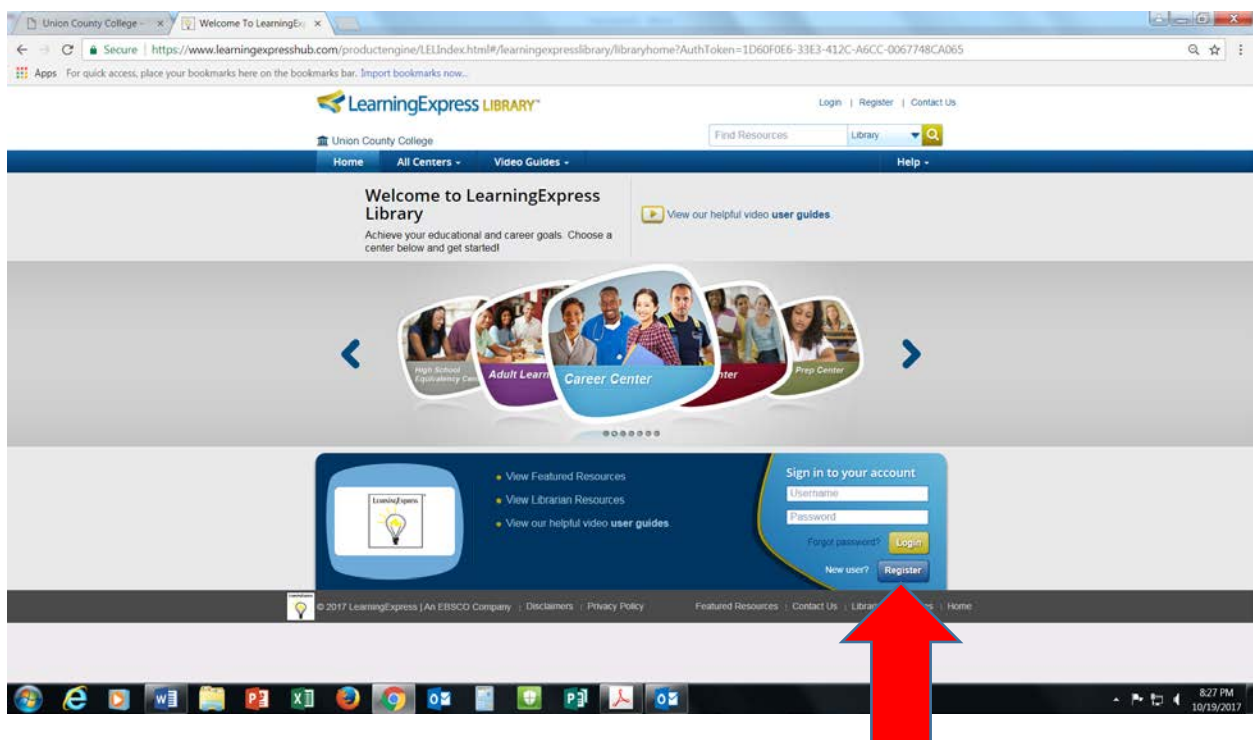 Union County College -
Welcome To LearningEx
Secure https://www.learningexpresshub.com/productengine/LELIndex.html#/learningexpresslibrary/libraryhome?AuthToken=1D60F0E6-33E3-412C-A6CC-0067748CA065
Apps For quick access, place your bookmarks here on the bookmarks bar. Import bookmarks now...
LearningExpress LIBRARY
Login | Register | Contact Us
Union County College
Find Resources Library
Home All Centers Video Guides Help
Welcome to LearningExpress
Library
Achieve your educational and career goals. Choose a
center below and get started!
View our helpful video user guides.
High School
Equivalency Cen
Adult Learn
Career Center
nter
Prep Center
View Featured Resources
View Librarian Resources
View our helpful video user guides.
LearningExpress
Sign in to your account
Username
Password
Forgot password? Login
New user? Register
© 2017 LearningExpress | An EBSCO Company | Disclaimers | Privacy Policy
Featured Resources | Contact Us | Librar es | Home
8:27 PM
10/19/2017